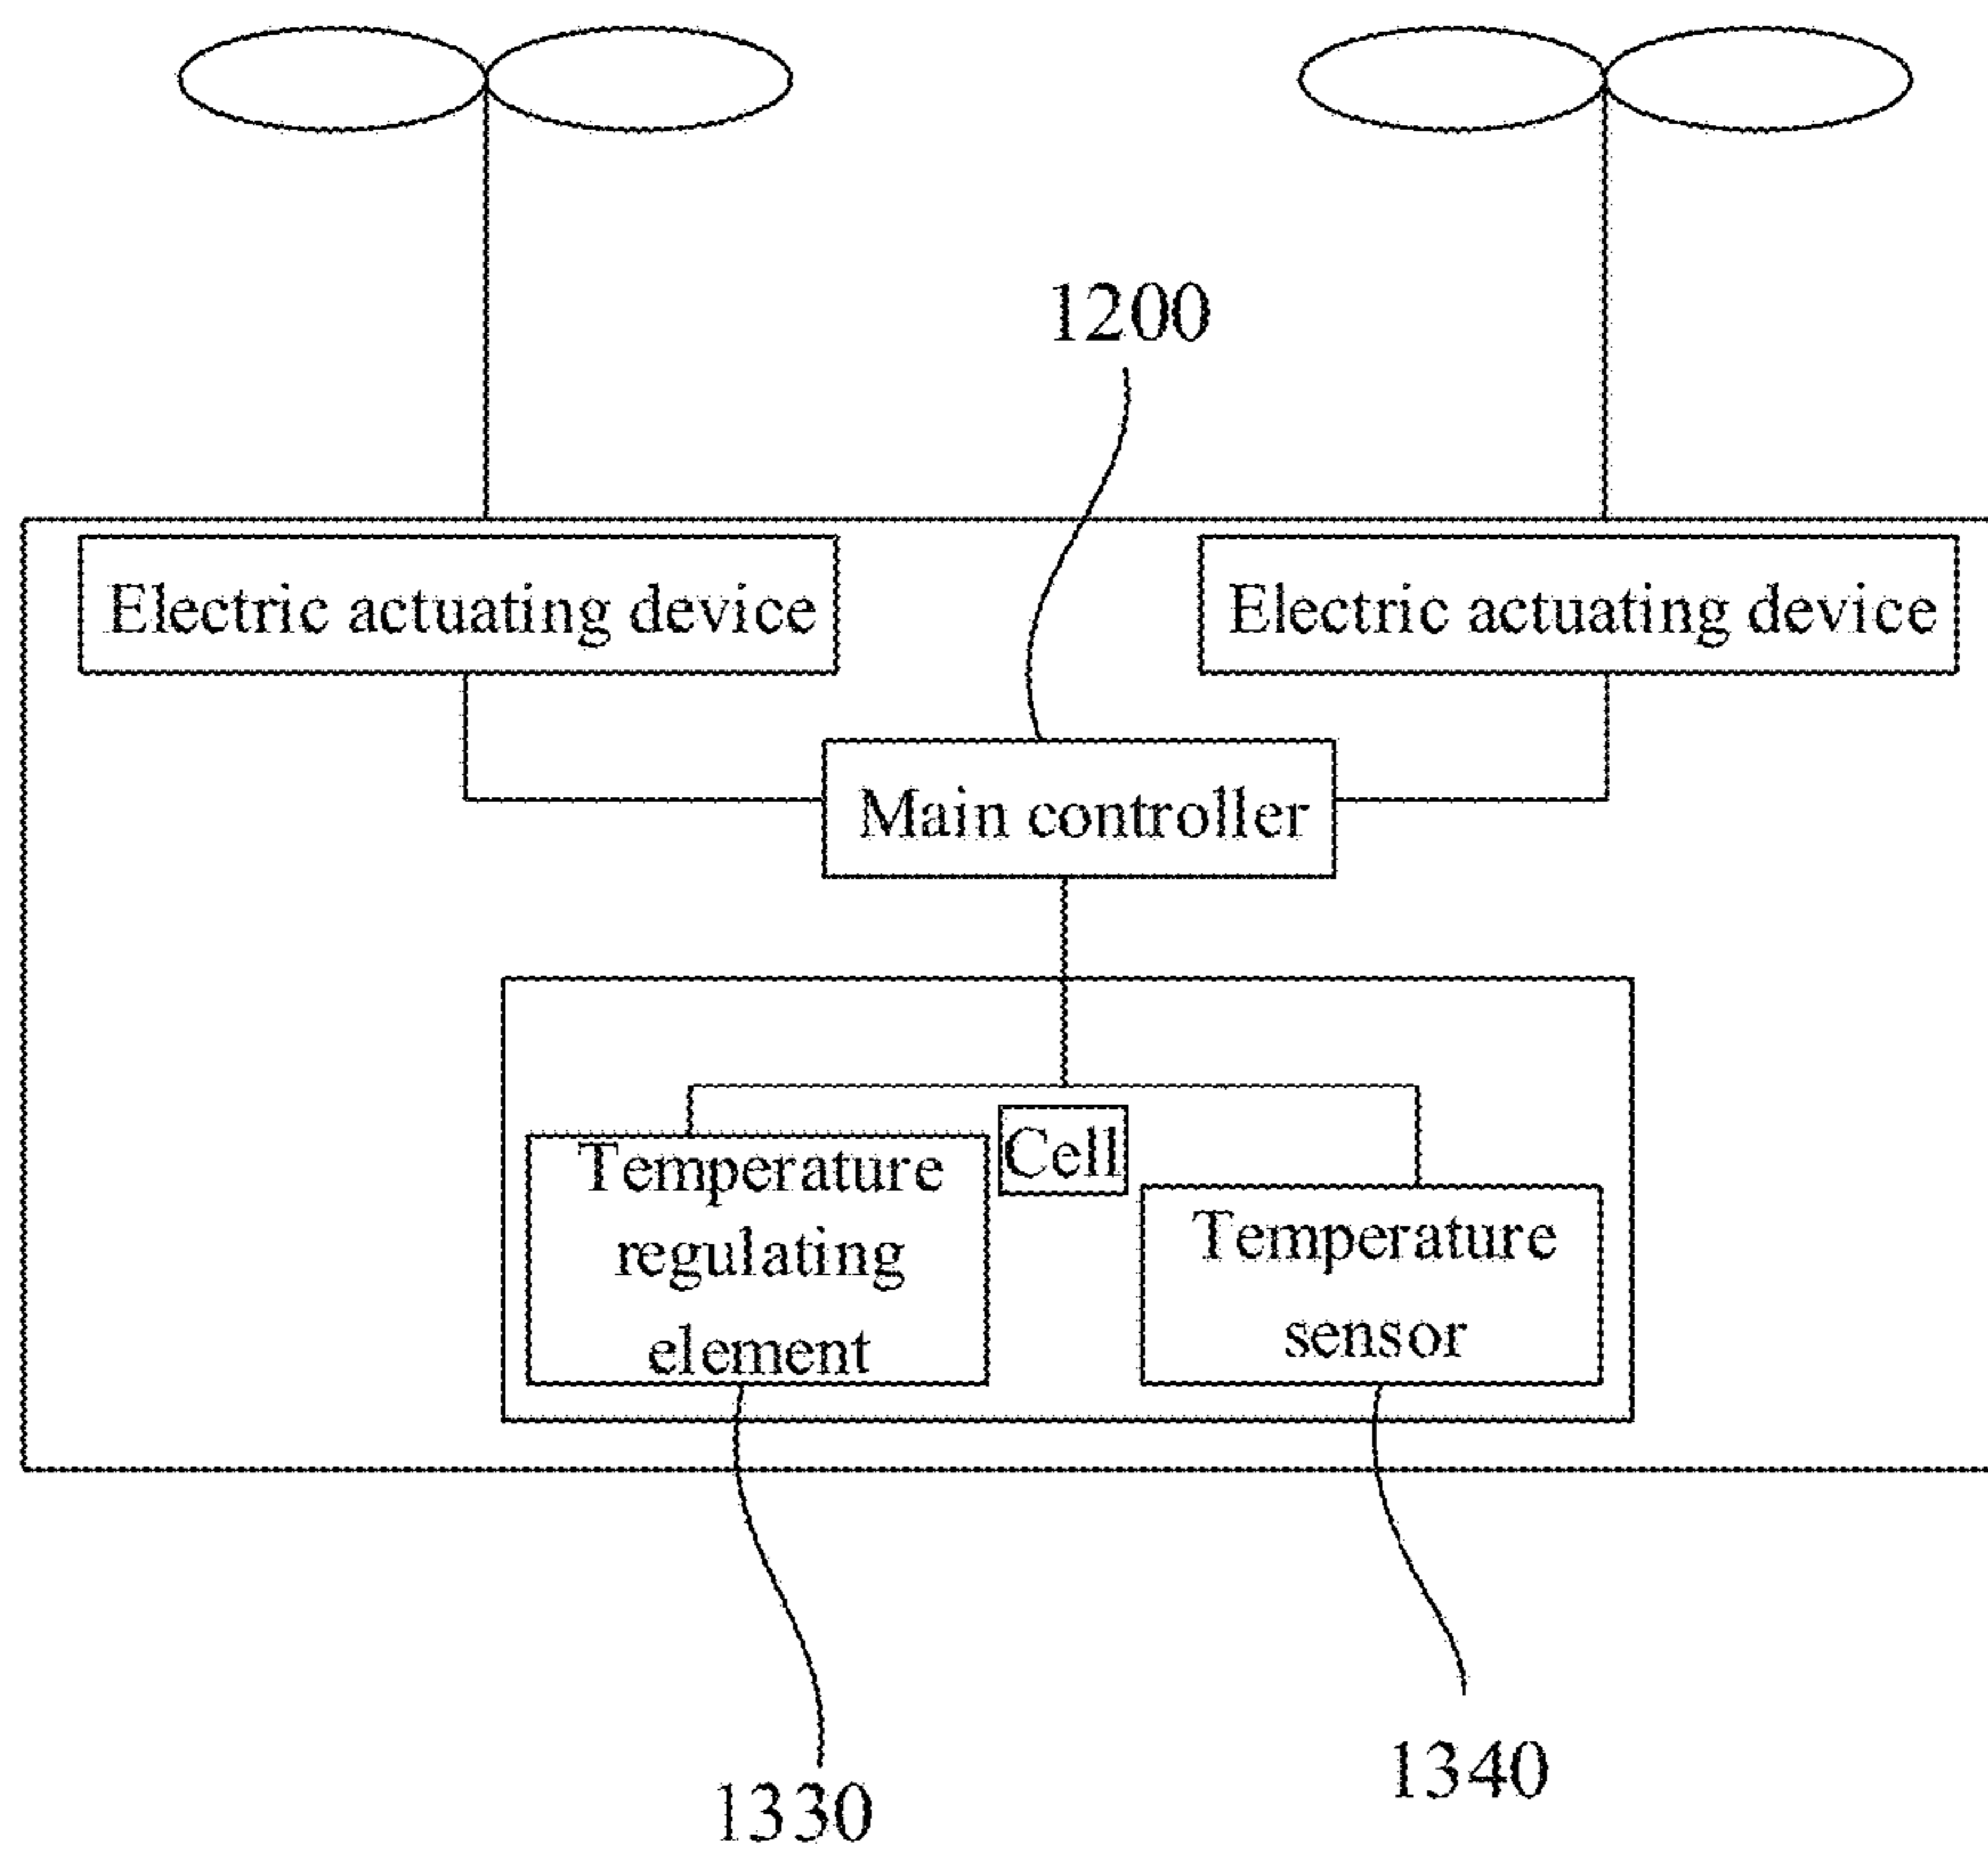 1200
Electric actuating device
Electric actuating device
Main controller
Cell
Temperature
regulating
element
Temperature
sensor
1330
1340